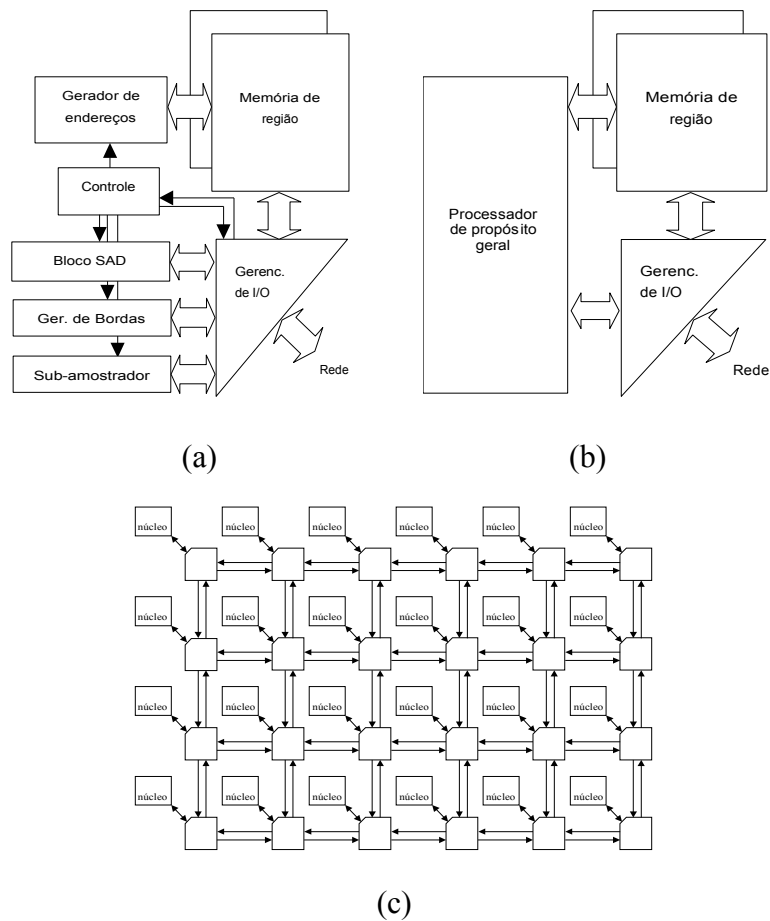 Gerador de
endereços
Memória de
região
Controle
Bloco SAD
Ger. de Bordas
Sub-amostrador
Gerenc.
de I/O
Rede
(a)
Processador
de propósito
geral
Memória de
região
Gerenc.
de I/O
Rede
(b)
núcleo núcleo núcleo núcleo núcleo núcleo
núcleo núcleo núcleo núcleo núcleo núcleo
núcleo núcleo núcleo núcleo núcleo núcleo
núcleo núcleo núcleo núcleo núcleo núcleo
(c)